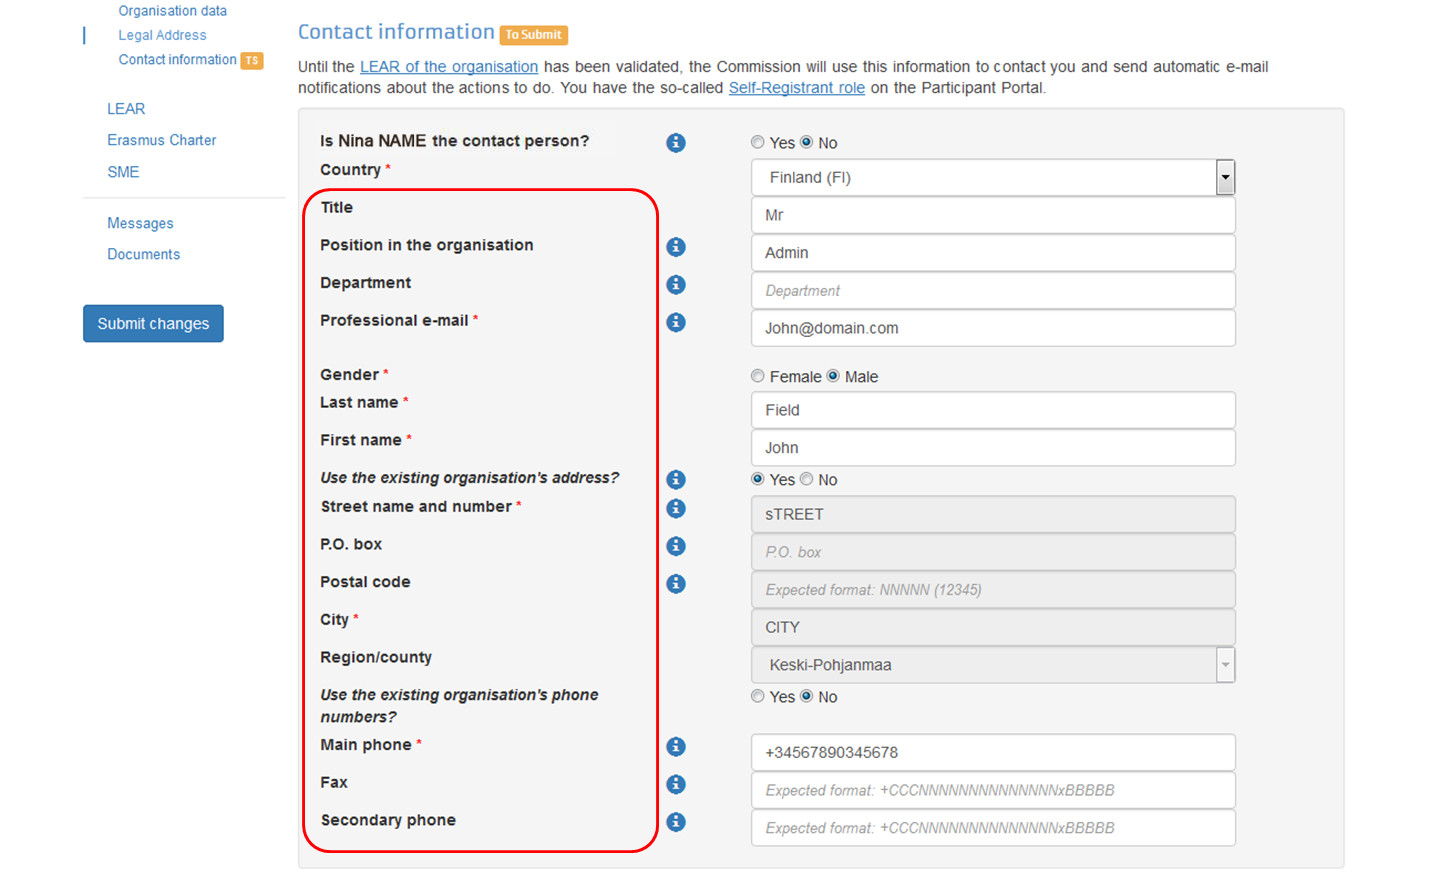 Organisation data
Legal Address
Contact information TS
LEAR
Erasmus Charter
SME
Messages
Documents
Submit changes
Contact information To Submit
Until the LEAR of the organisation has been validated, the Commission will use this information to contact you and send automatic e-mail
notifications about the actions to do. You have the so-called Self-Registrant role on the Participant Portal.
Is Nina NAME the contact person? i Yes No
Country * Finland (FI)
Title Mr
Position in the organisation i Admin
Department i Department
Professional e-mail * i John@domain.com
Gender * Female Male
Last name * Field
First name * John
Use the existing organisation's address? i Yes No
Street name and number * i sTREET
P.O. box i P.O. box
Postal code i Expected format: NNNNN (12345)
City * CITY
Region/county Keski-Pohjanmaa
Use the existing organisation's phone Yes No
numbers?
Main phone * i +34567890345678
Fax i Expected format: +CCCNNNNNNNNNNNNNNxBBBBB
Secondary phone i Expected format: +CCCNNNNNNNNNNNNNNxBBBBB